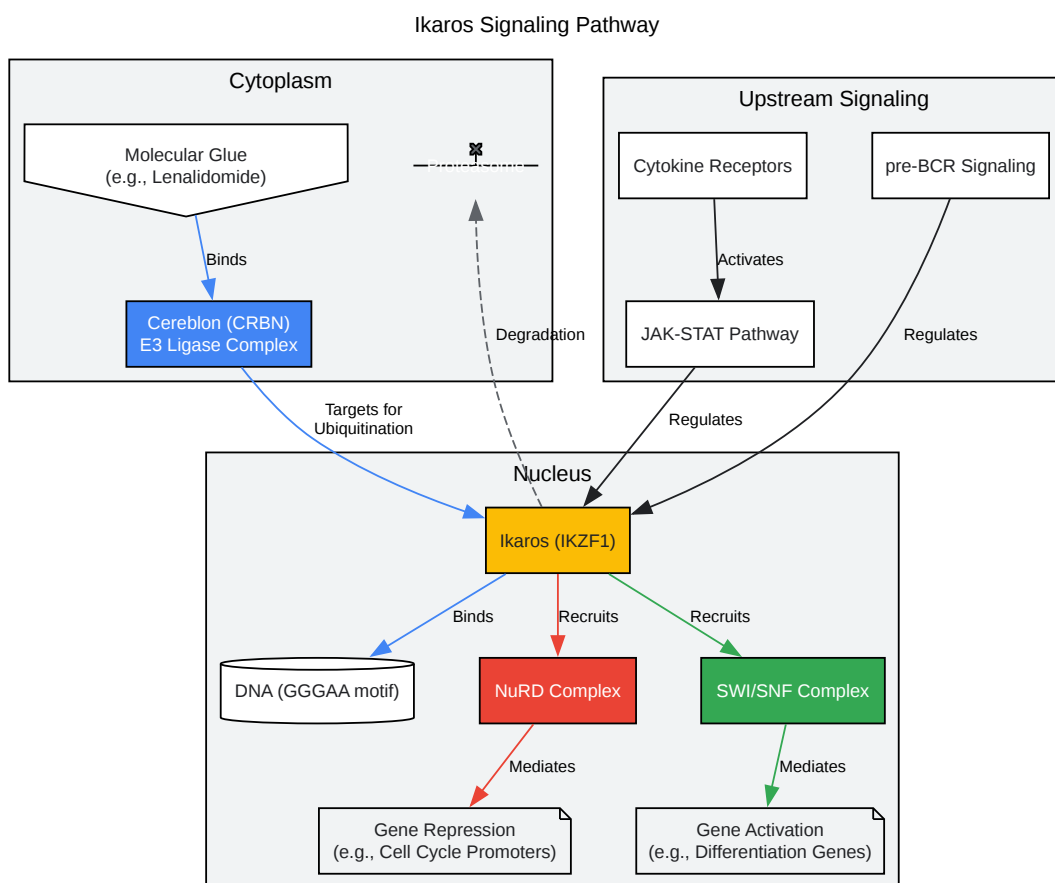 Ikaros Signaling Pathway
Cytoplasm
Upstream Signaling
Molecular Glue
(e.g., Lenalidomide)
Proteasome
Cytokine Receptors
pre-BCR Signaling
Binds
Activates
Cereblon (CRBN)
E3 Ligase Complex
Degradation
JAK-STAT Pathway
Regulates
Targets for
Ubiquitination
Regulates
Nucleus
Ikaros (IKZF1)
Binds
Recruits
Recruits
DNA (GGGAA motif)
NuRD Complex
SWI/SNF Complex
Mediates
Mediates
Gene Repression
(e.g., Cell Cycle Promoters)
Gene Activation
(e.g., Differentiation Genes)